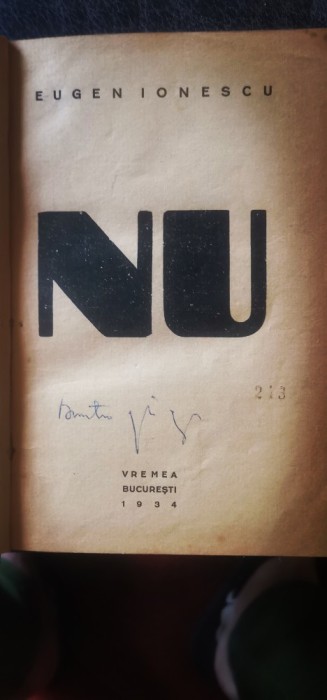 EUGEN IONESCU
NU
213
VREMEA
BUCUREȘTI
1934